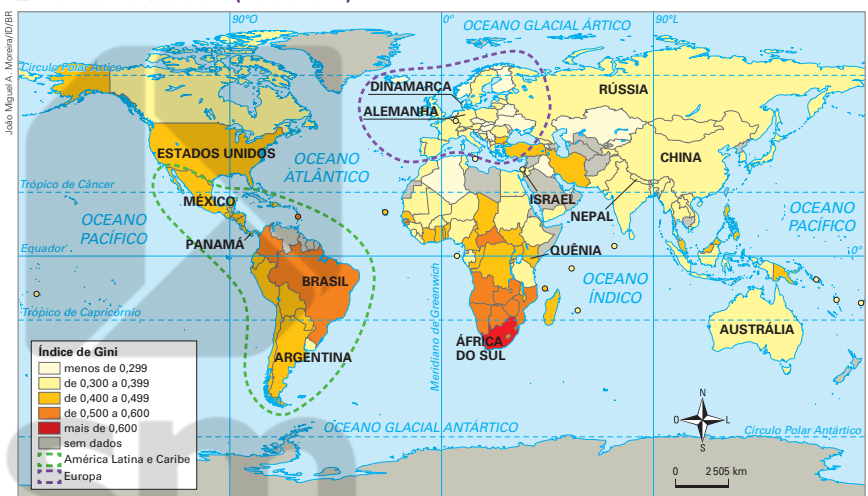 João Miguel A. Moreira/ID/BR
90°O
0°
90°L
OCEANO GLACIAL ÁRTICO
Círculo Polar Ártico
DINAMARCA
ALEMANHA
RÚSSIA
ESTADOS UNIDOS
OCEANO
ATLÂNTICO
CHINA
Trópico de Câncer
MÉXICO
ISRAEL
NEPAL
OCEANO
PACÍFICO
OCEANO
PACÍFICO
PANAMÁ
Equador
QUÊNIA
0°
BRASIL
OCEANO
ÍNDICO
Meridiano de Greenwich
Trópico de Capricórnio
ÁFRICA
DO SUL
AUSTRÁLIA
ARGENTINA
Índice de Gini
menos de 0,299
de 0,300 a 0,399
de 0,400 a 0,499
de 0,500 a 0,600
mais de 0,600
sem dados
América Latina e Caribe
Europa
OCEANO GLACIAL ANTÁRTICO
Círculo Polar Antártico
N
O
L
S
0
2 505 km
sm